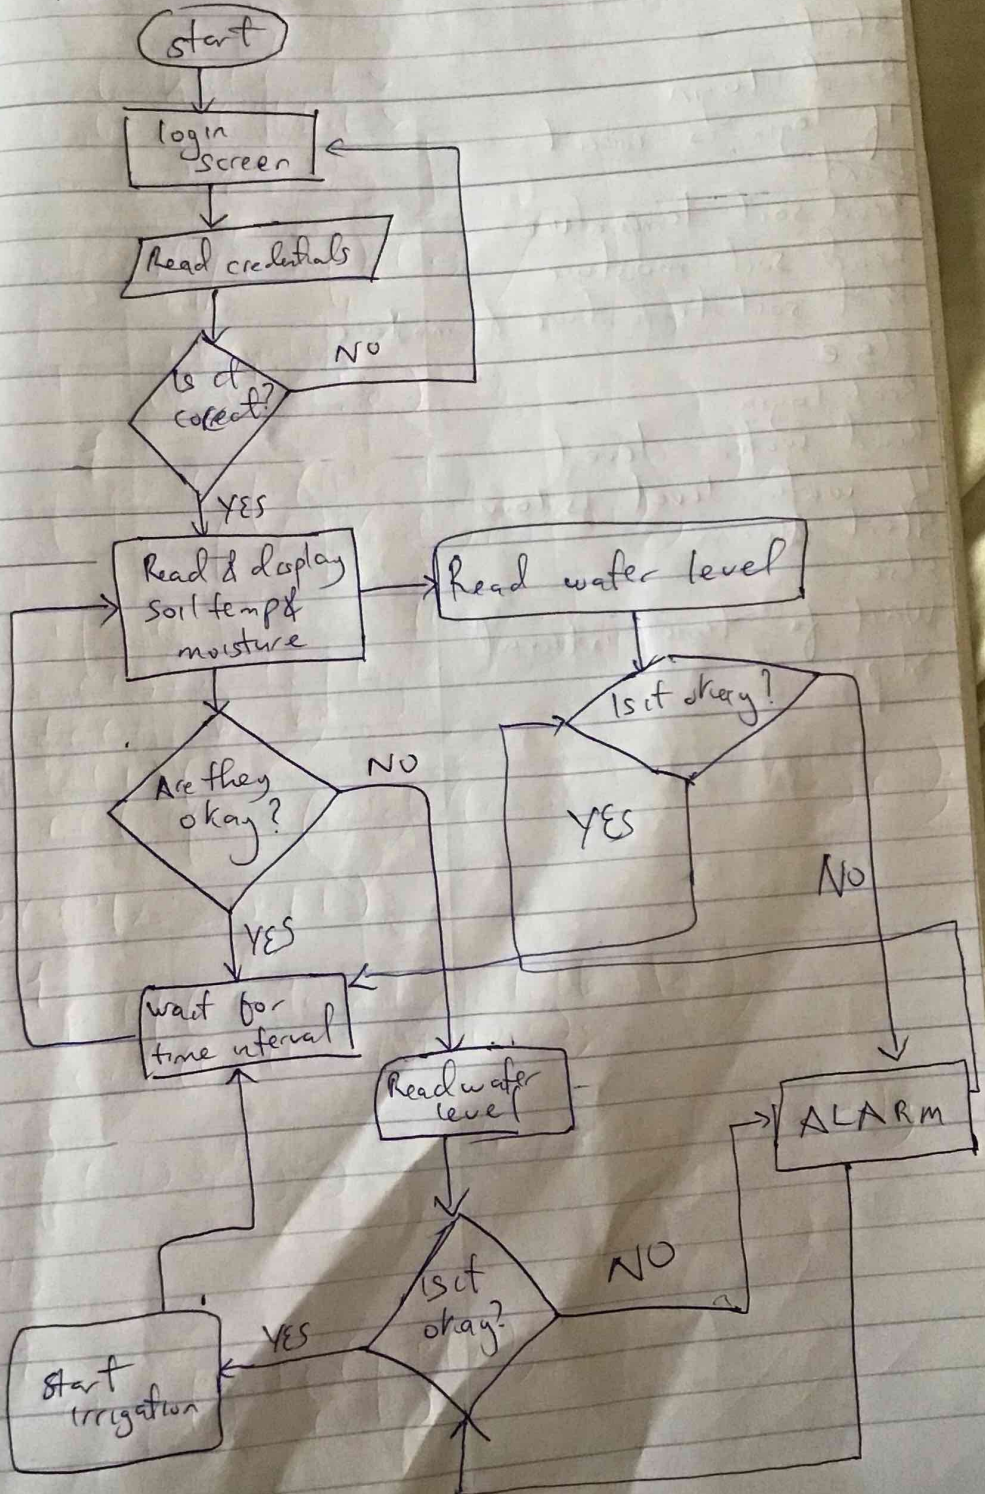 start
login
screen
Read credentials
NO
Is it
corect?
YES
Read & display
soil temp &
moisture
Read water level
Is it okay?
Are they
okay?
NO
YES
NO
YES
wait for
time interval
Read water
level
ALARM
Is it
okay?
NO
YES
start
irrigation